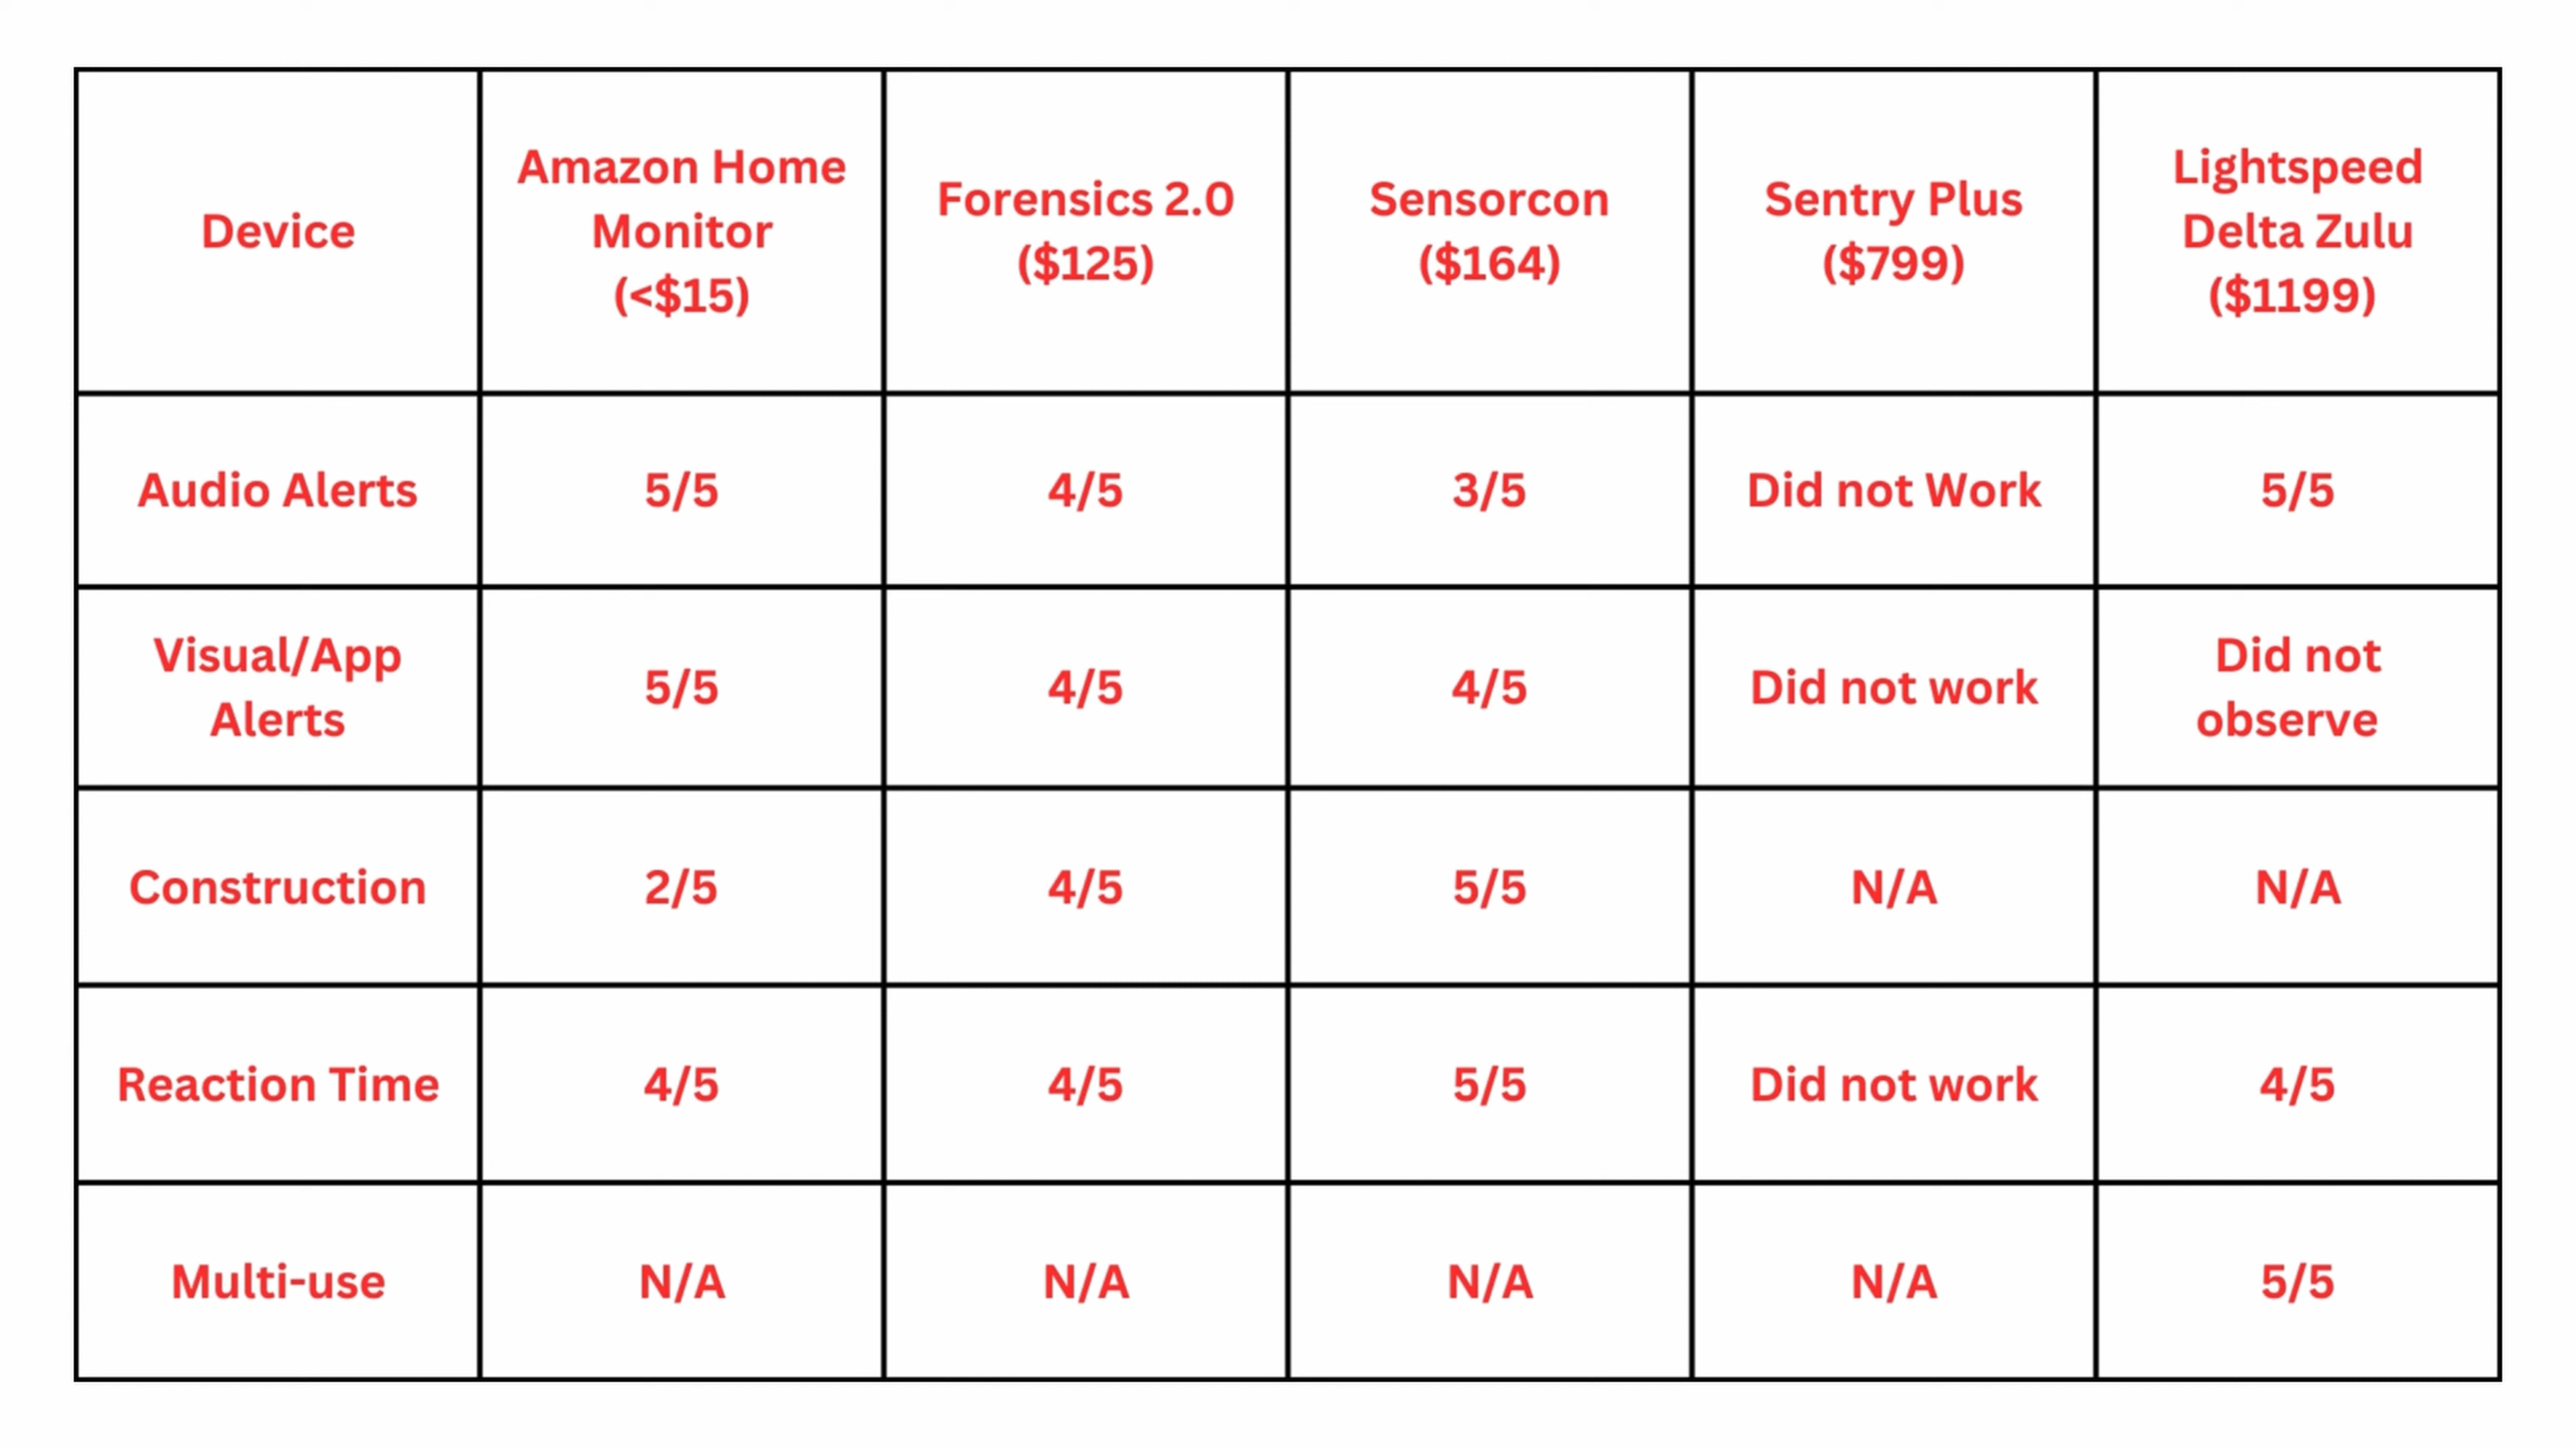 Device
Amazon Home
Monitor
(<$15)
Forensics 2.0
($125)
Sensorcon
($164)
Sentry Plus
($799)
Lightspeed
Delta Zulu
($1199)
Audio Alerts
5/5
4/5
3/5
Did not Work
5/5
Visual/App
Alerts
5/5
4/5
4/5
Did not work
Did not
observe
Construction
2/5
4/5
5/5
N/A
N/A
Reaction Time
4/5
4/5
5/5
Did not work
4/5
Multi-use
N/A
N/A
N/A
N/A
5/5